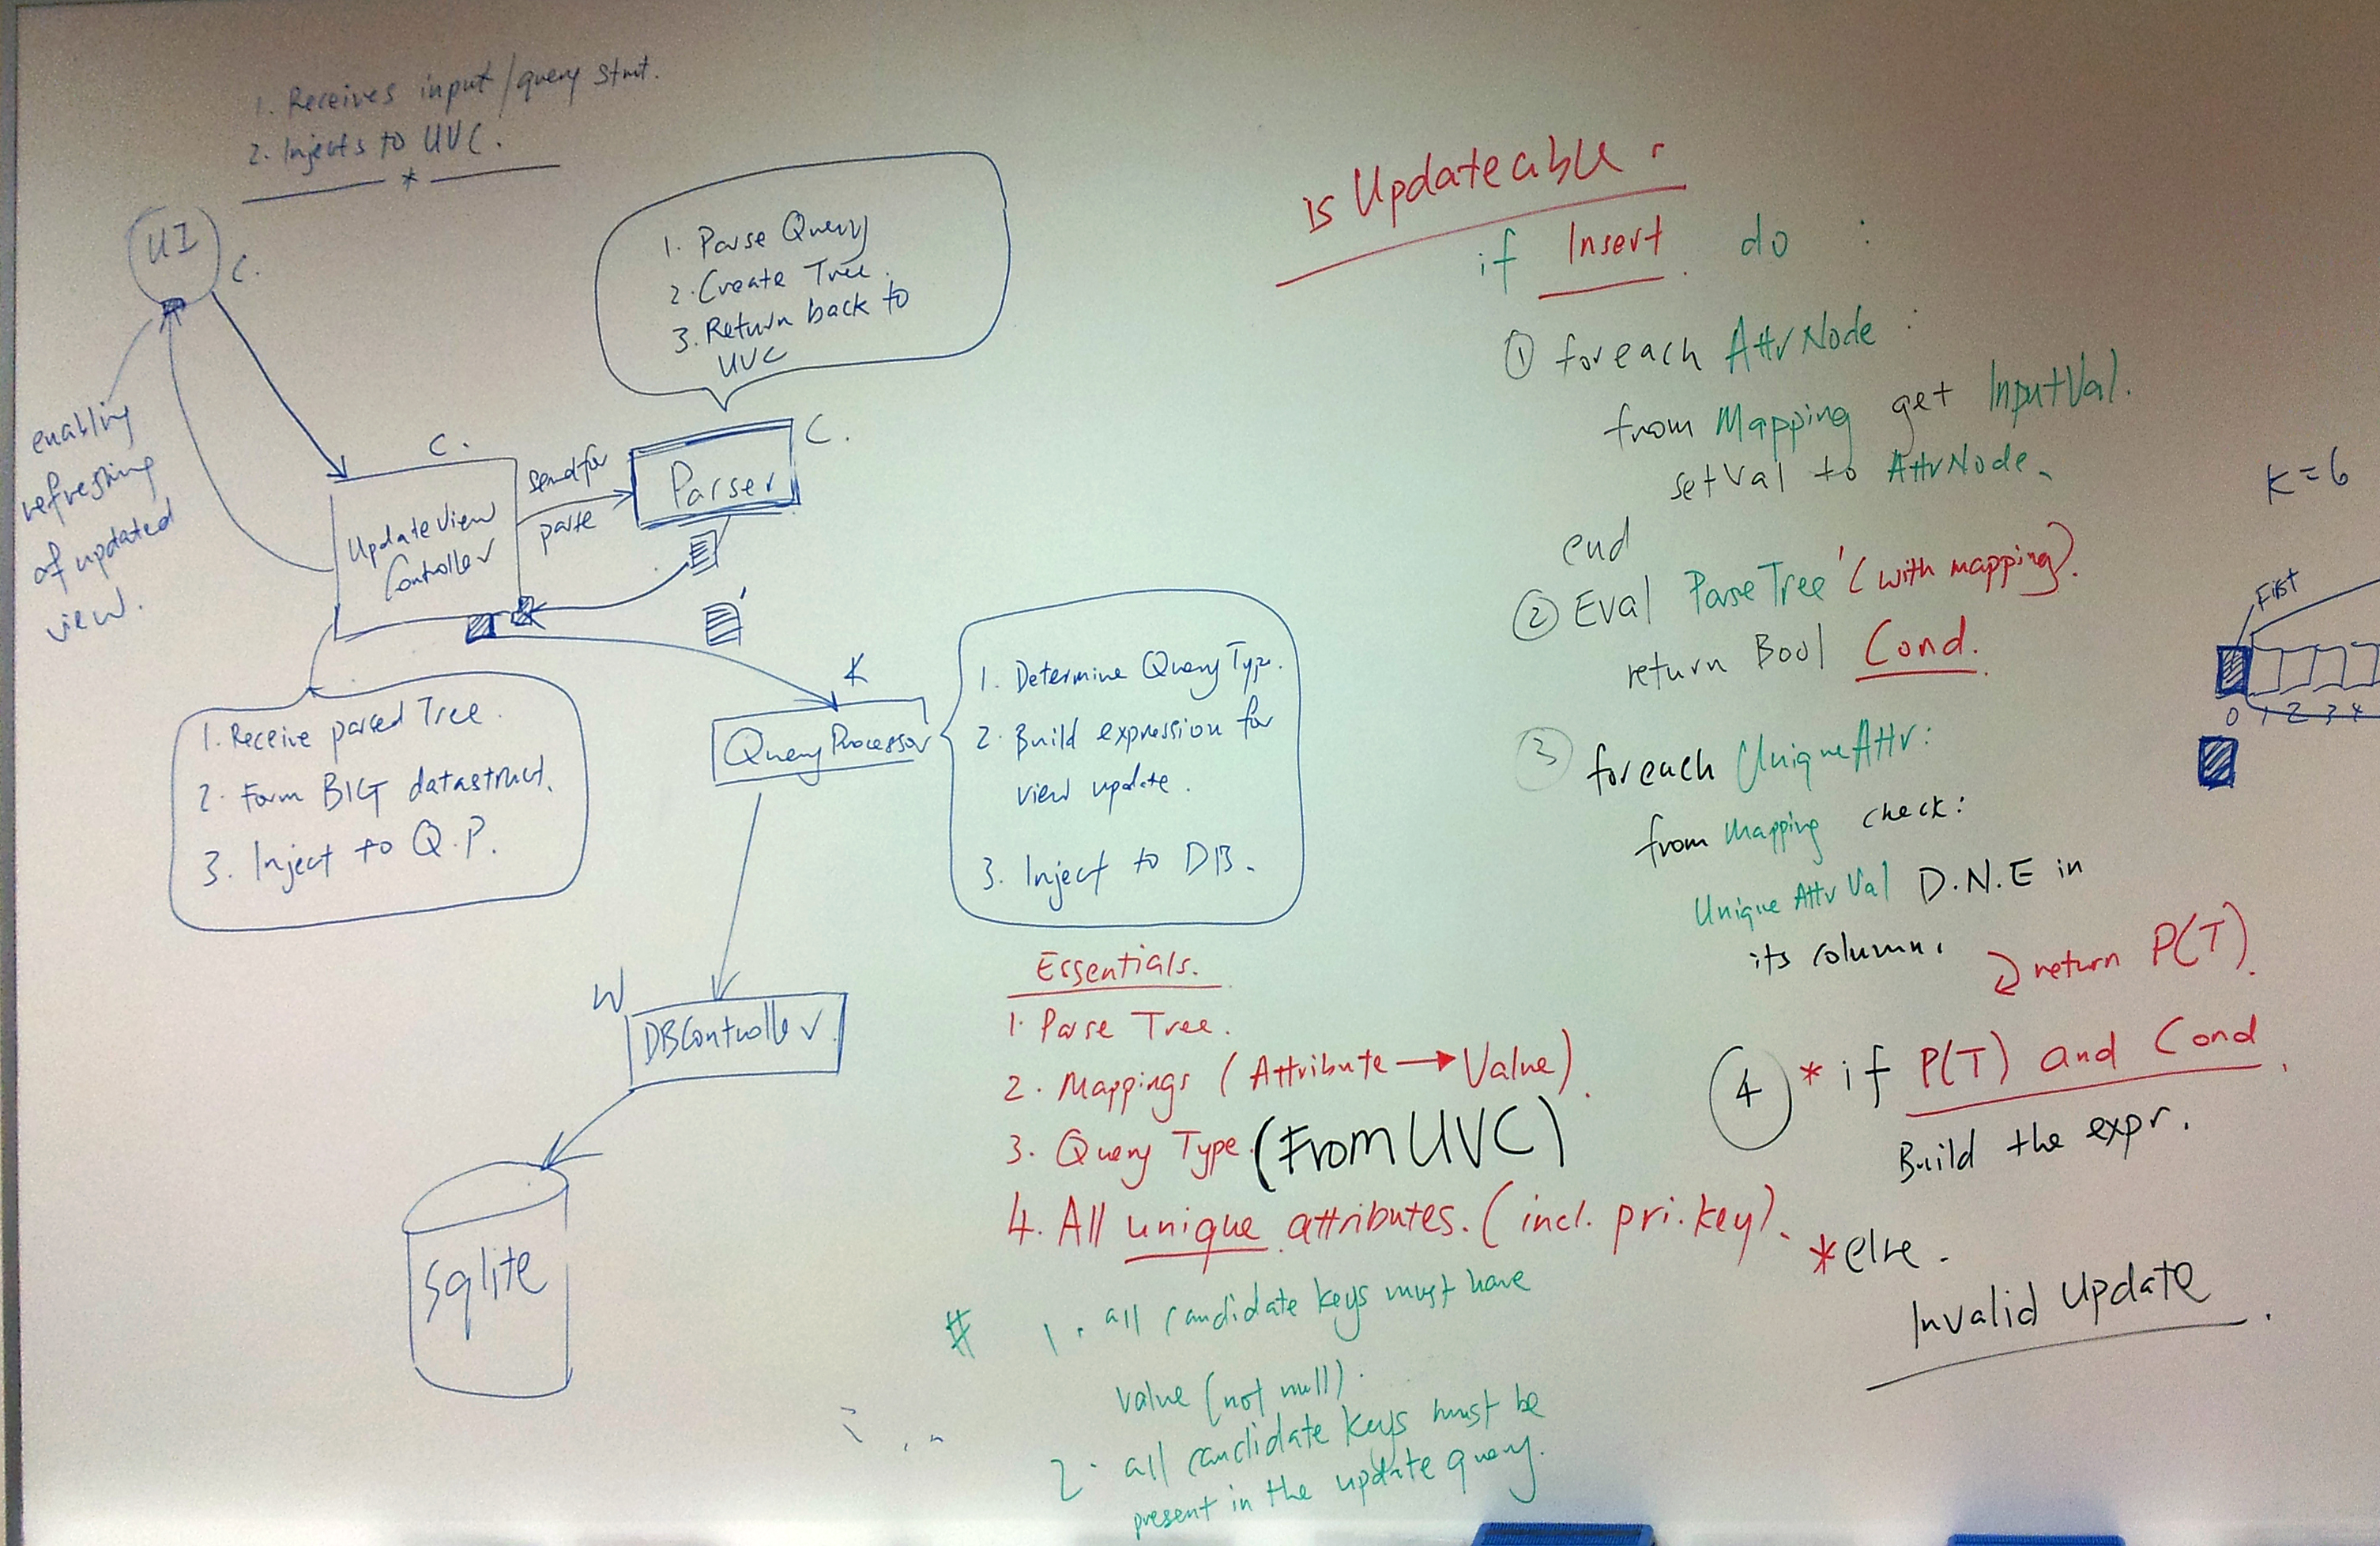 1. Receives input/query stmt.
2. Injects to UVC.
*
UI
C.
enabling
refreshing
of updated
view.
1. Parse Query
2. Create Tree.
3. Return back to
UVC
C.
UpdateView
Controller
send for
parse
Parser
C.
1. Receive parsed Tree.
2. Form BIG datastruct.
3. Inject to Q.P.
K
QueryProcessor
1. Determine Query Type.
2. Build expression for
view update.
3. Inject to DB.
W
DBController
sqlite
Essentials.
1. Parse Tree.
2. Mappings (Attribute → Value).
3. Query Type. (From UVC)
4. All unique attributes. (incl. pri. key).
# 1. all candidate keys must have
value (not null).
2. all candidate keys must be
present in the update query.
is Updateable:
if Insert do :
① foreach AttrNode:
from Mapping get InputVal.
setVal to AttrNode.
end
② Eval ParseTree' (with mapping).
return Bool Cond.
③ foreach UniqueAttr:
from Mapping check:
Unique Attr Val D.N.E in
its column.
return P(T).
④ * if P(T) and Cond.
Build the expr.
* else.
Invalid Update.
K=6
First
0 1 2 3 4